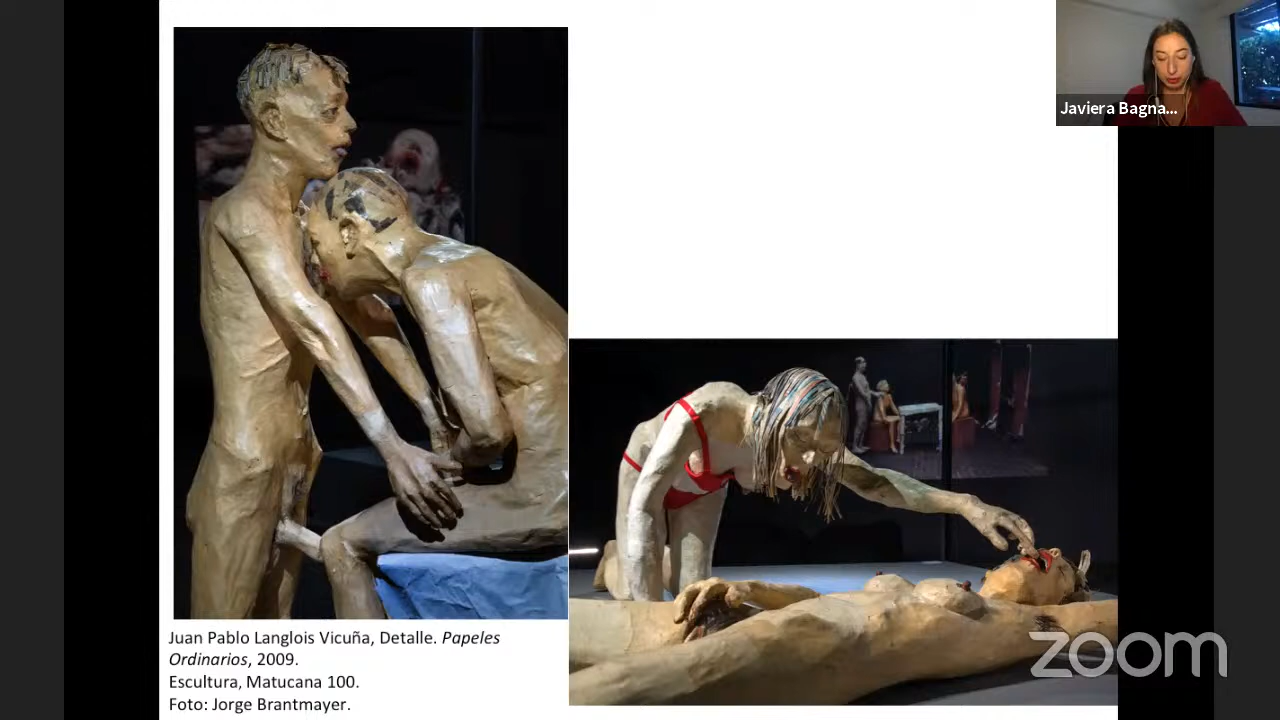 Javiera Bagna...
Juan Pablo Langlois Vicuña, Detalle. Papeles
Ordinarios, 2009.
Escultura, Matucana 100.
Foto: Jorge Brantmayer.
zoom